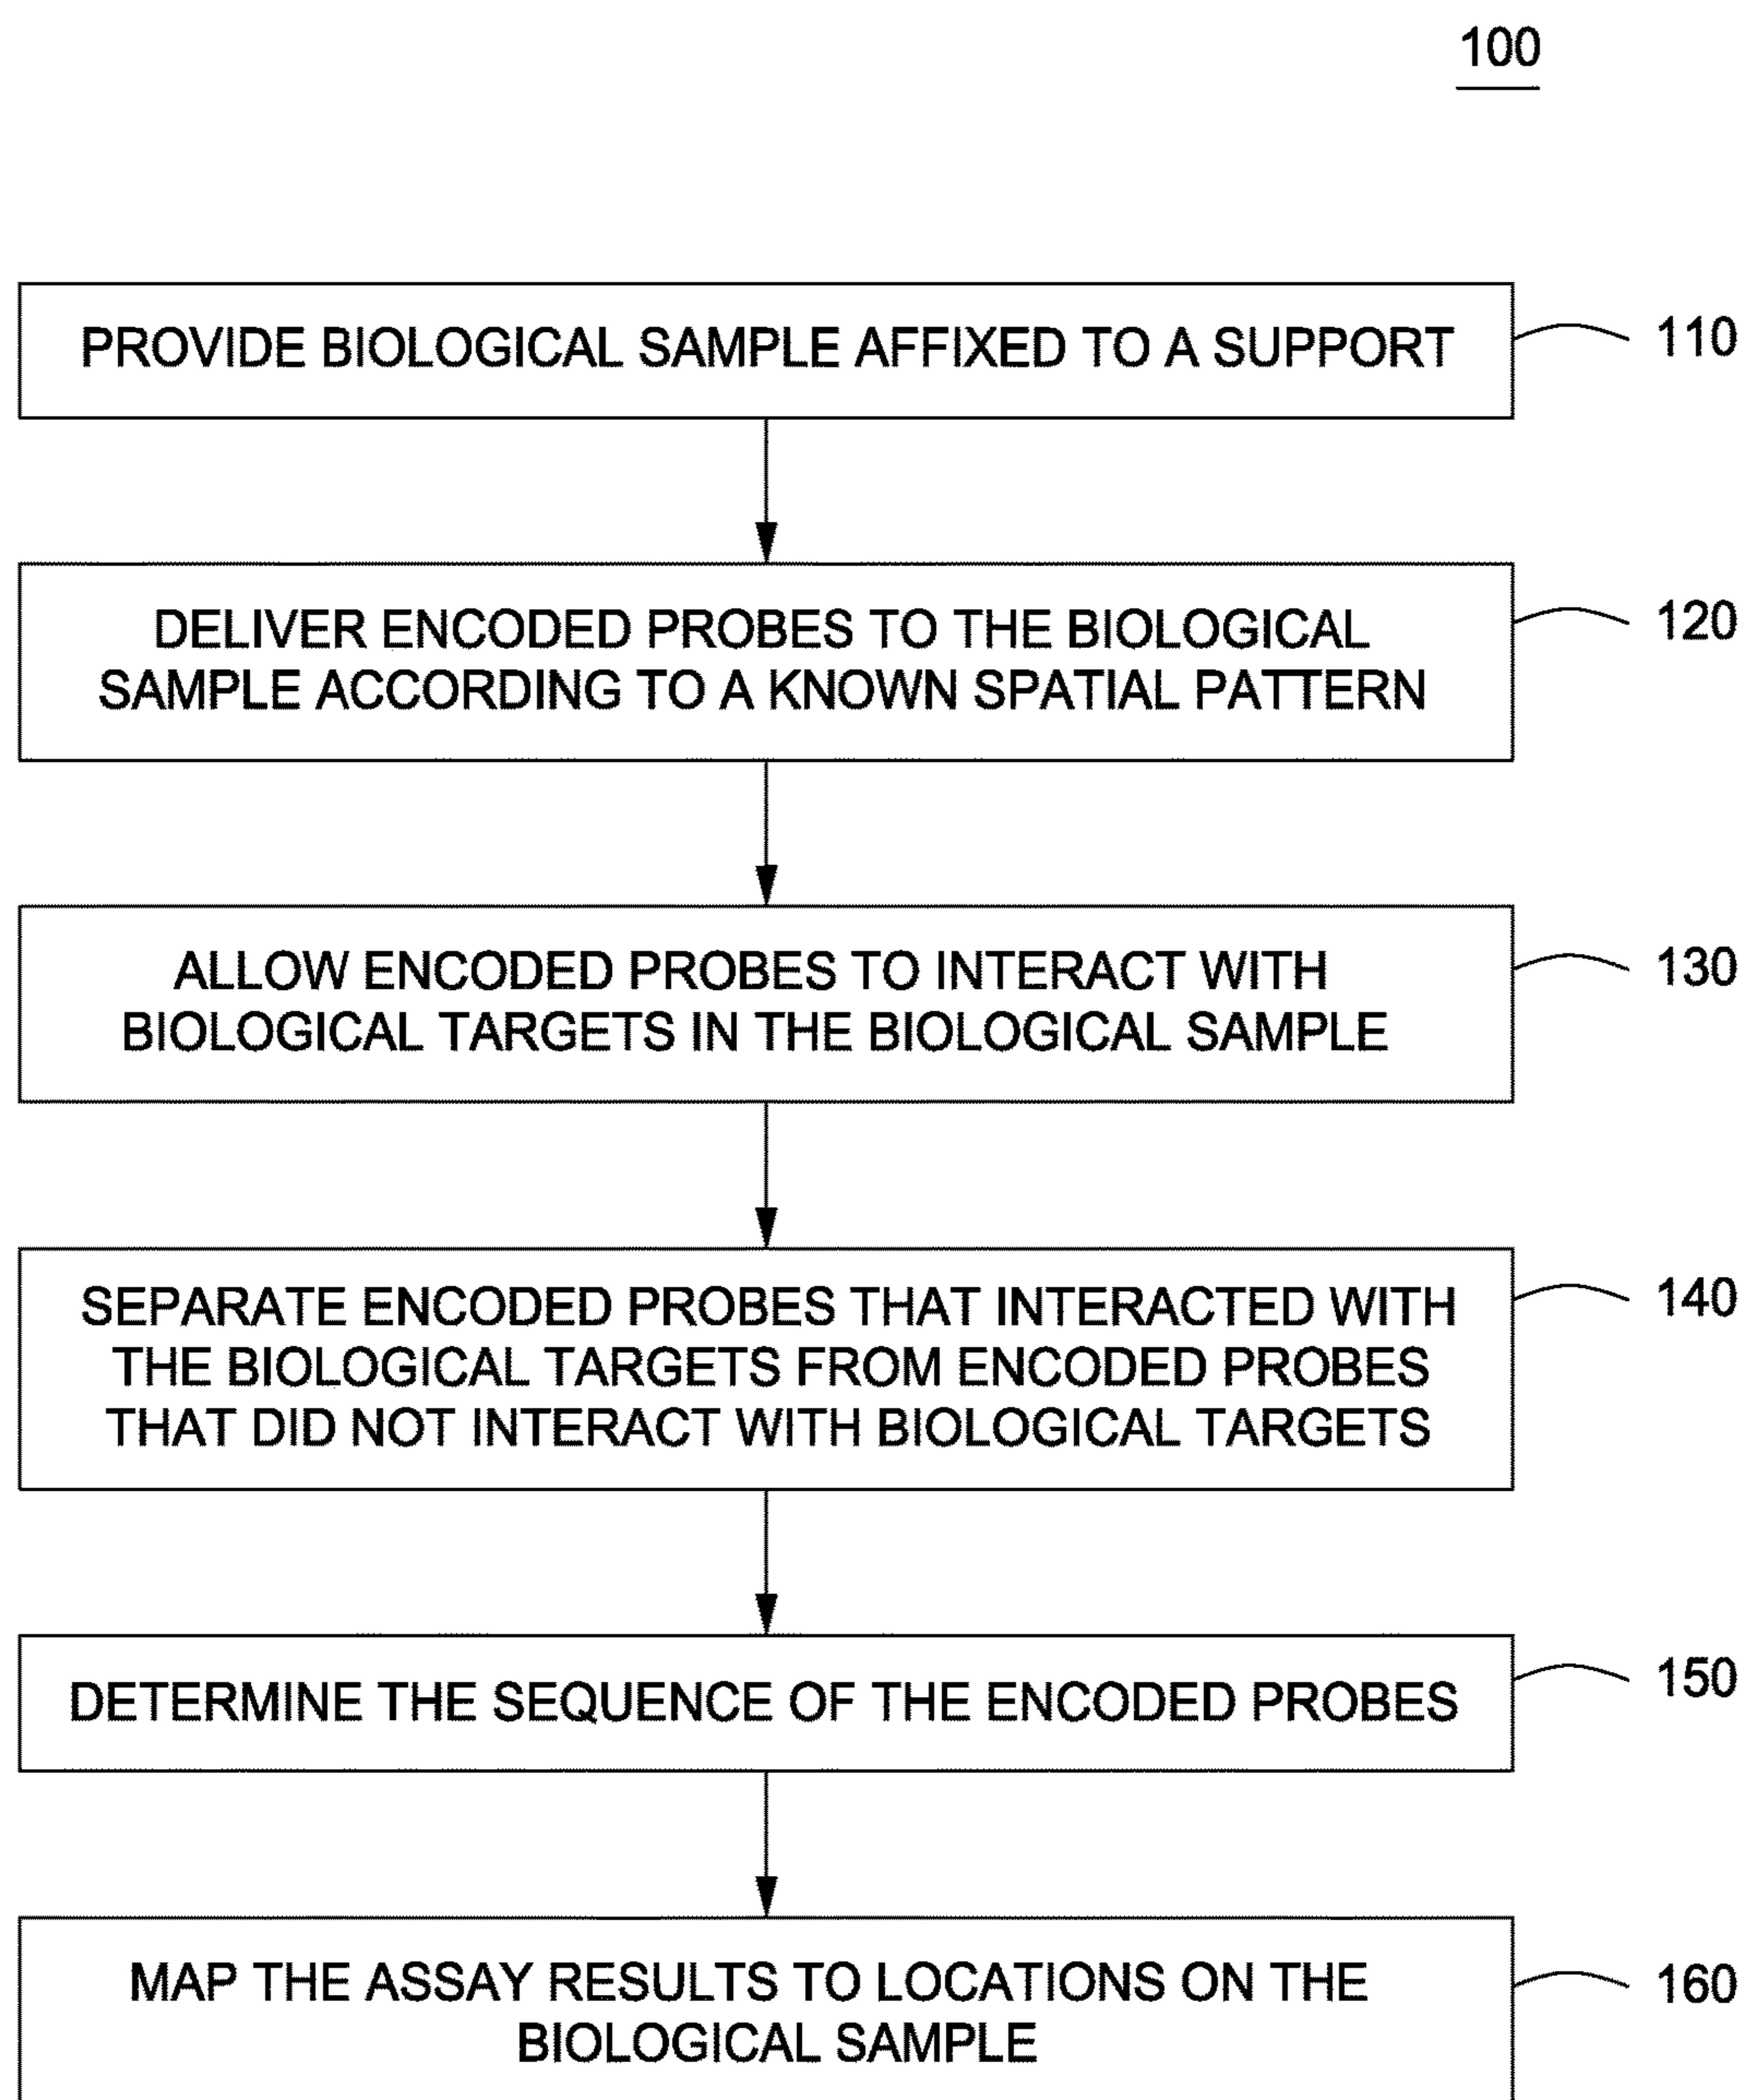 100
PROVIDE BIOLOGICAL SAMPLE AFFIXED TO A SUPPORT
110
DELIVER ENCODED PROBES TO THE BIOLOGICAL
SAMPLE ACCORDING TO A KNOWN SPATIAL PATTERN
120
ALLOW ENCODED PROBES TO INTERACT WITH
BIOLOGICAL TARGETS IN THE BIOLOGICAL SAMPLE
130
SEPARATE ENCODED PROBES THAT INTERACTED WITH
THE BIOLOGICAL TARGETS FROM ENCODED PROBES
THAT DID NOT INTERACT WITH BIOLOGICAL TARGETS
140
DETERMINE THE SEQUENCE OF THE ENCODED PROBES
150
MAP THE ASSAY RESULTS TO LOCATIONS ON THE
BIOLOGICAL SAMPLE
160